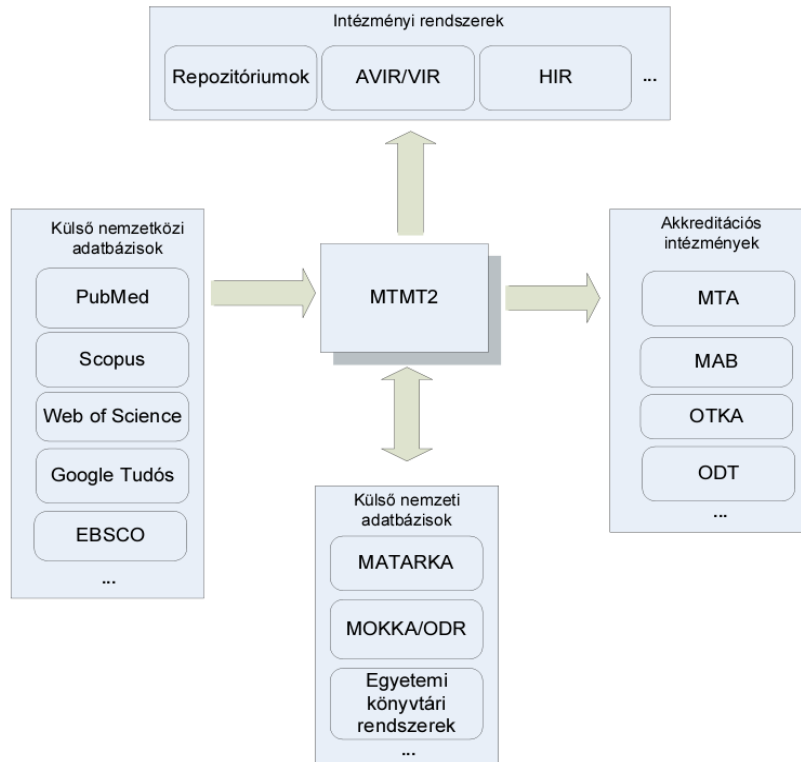 Intézményi rendszerek
Repozitóriumok
AVIR/VIR
HIR
...
Külső nemzetközi
adatbázisok
PubMed
Scopus
Web of Science
Google Tudós
EBSCO
...
MTMT2
Akkreditációs
intézmények
MTA
MAB
OTKA
ODT
...
Külső nemzeti
adatbázisok
MATARKA
MOKKA/ODR
Egyetemi
könyvtári
rendszerek
...